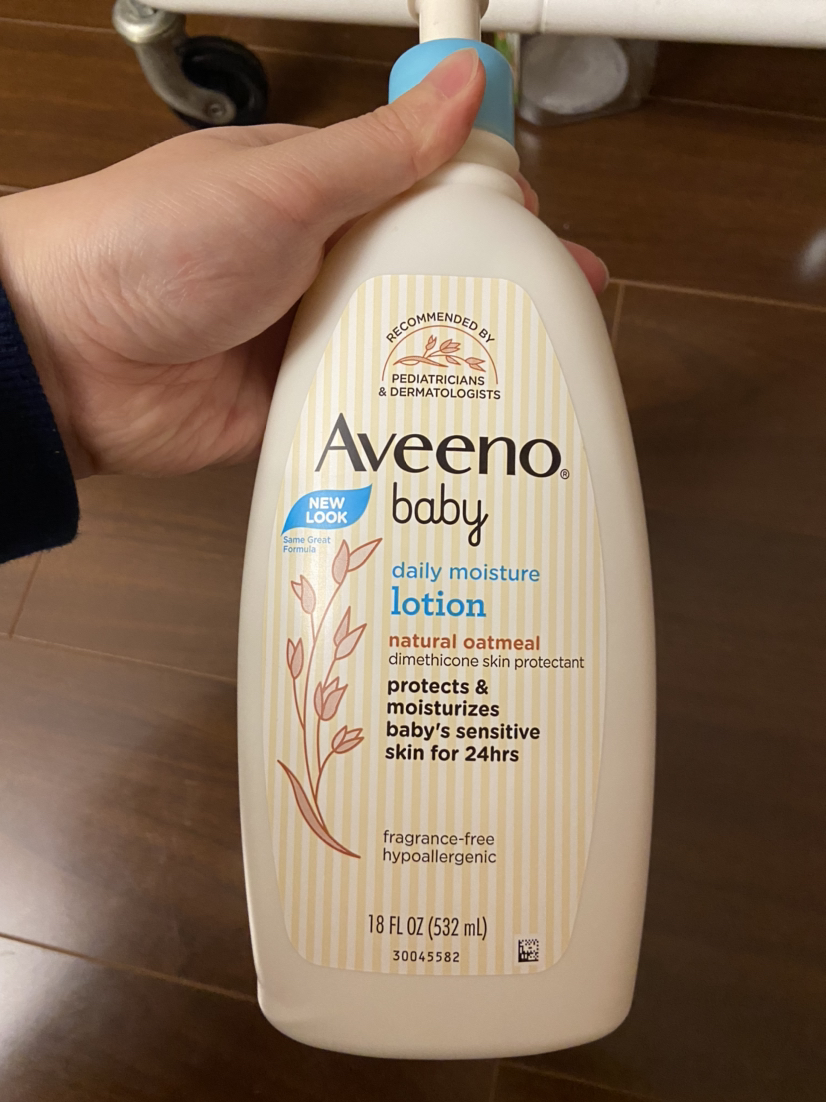 RECOMMENDED BY
PEDIATRICIANS
& DERMATOLOGISTS
Aveeno®
baby
NEW
LOOK
Same Great
Formula
daily moisture
lotion
natural oatmeal
dimethicone skin protectant
protects &
moisturizes
baby's sensitive
skin for 24hrs
fragrance-free
hypoallergenic
18 FL OZ (532 mL)
30045582